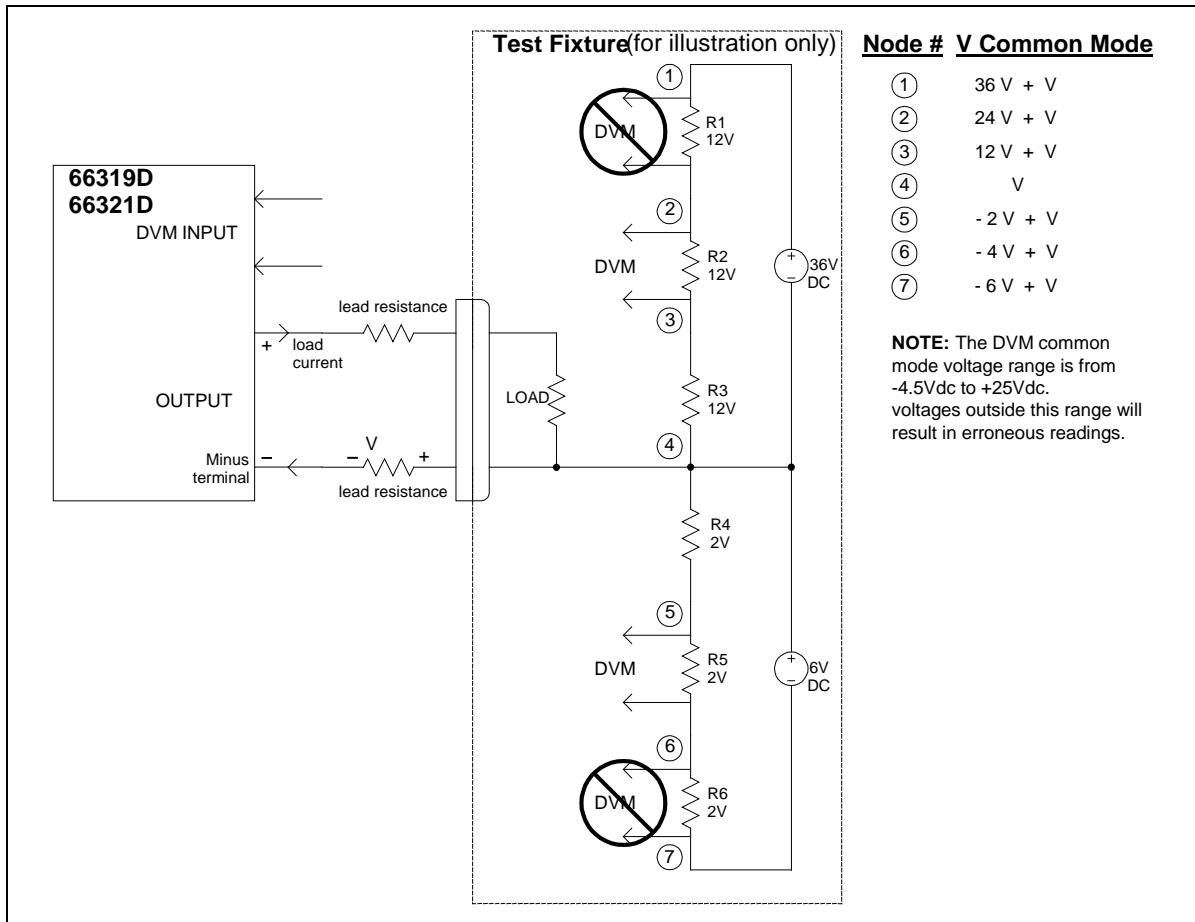 Test Fixture(for illustration only)
Node # V Common Mode
1 36 V + V
2 24 V + V
3 12 V + V
4 V
5 - 2 V + V
6 - 4 V + V
7 - 6 V + V
NOTE: The DVM common
mode voltage range is from
-4.5Vdc to +25Vdc.
voltages outside this range will
result in erroneous readings.
66319D
66321D
DVM INPUT
+
load
current
OUTPUT
Minus
terminal
–
lead resistance
V
– +
lead resistance
LOAD
1
DVM
R1
12V
2
DVM
R2
12V
3
+
–
36V
DC
R3
12V
4
R4
2V
5
DVM
R5
2V
+
–
6V
DC
6
DVM
R6
2V
7